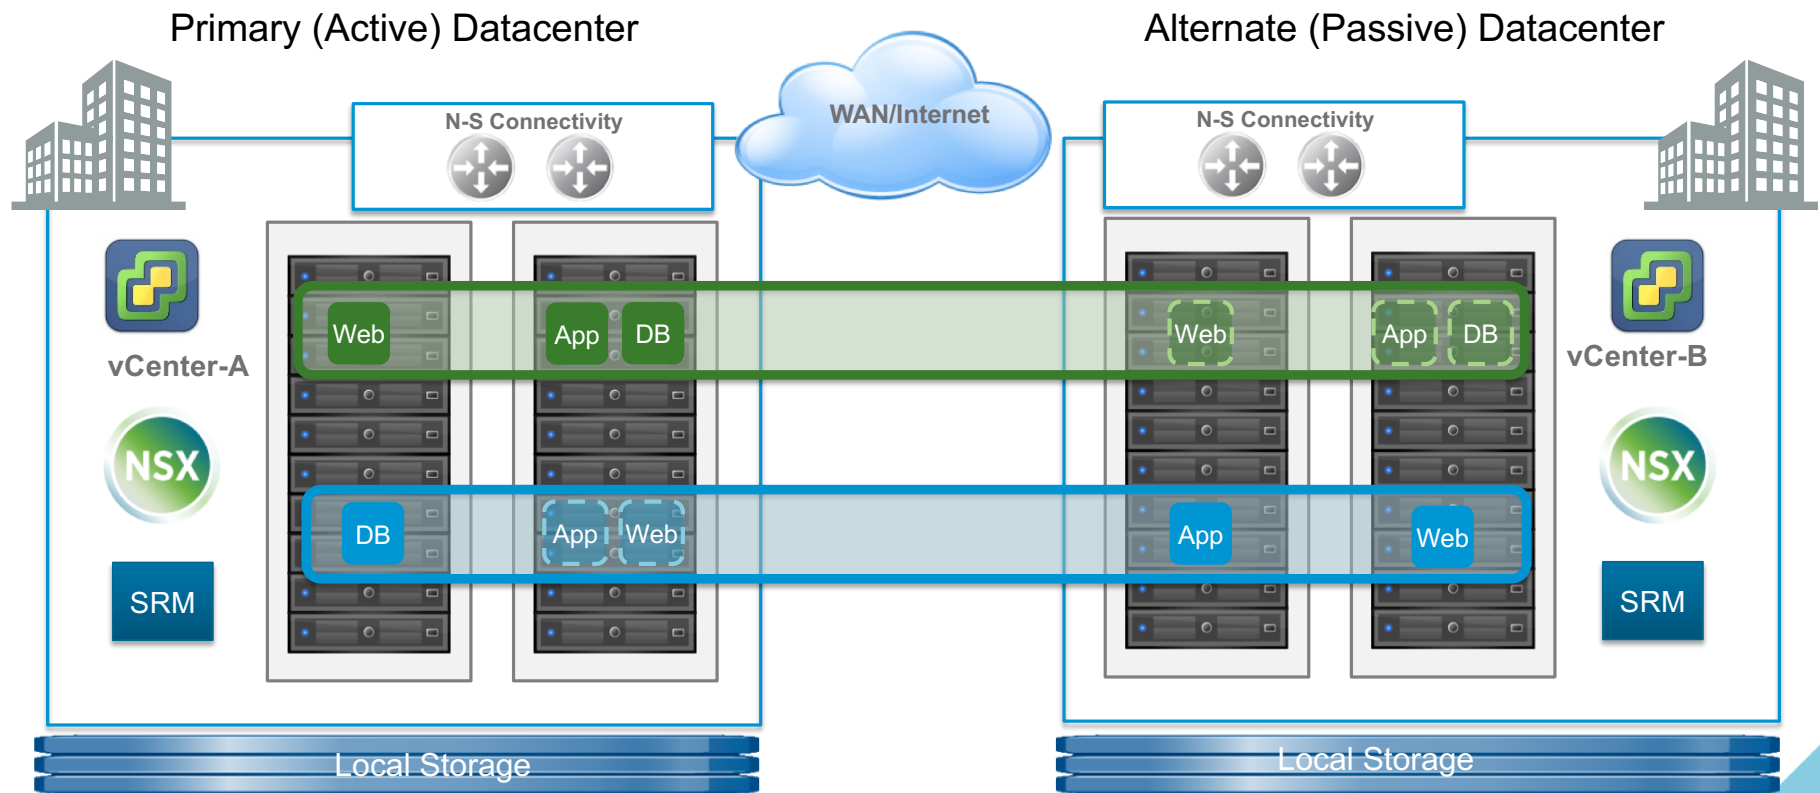 Primary (Active) Datacenter
Alternate (Passive) Datacenter
N-S Connectivity
WAN/Internet
N-S Connectivity
vCenter-A
Web
App
DB
Web
App
DB
vCenter-B
NSX
NSX
DB
App
Web
App
Web
SRM
SRM
Local Storage
Local Storage